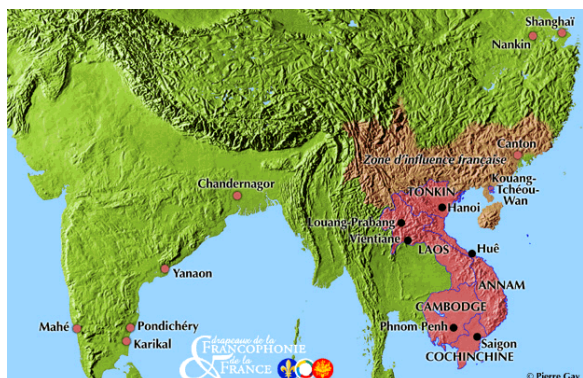 Shanghaï
Nankin
Canton
Zone d'influence française
Kouang-
Tchéou-
Wan
Chandernagor
TONKIN
Hanoi
Louang-Prabang
Vientiane
LAOS
Huê
Yanaon
ANNAM
CAMBODGE
Mahé
Pondichéry
Phnom Penh
Karikal
Saigon
COCHINCHINE
drapeaux de la
FRANCOPHONIE
& de la
FRANCE
© Pierre Gay